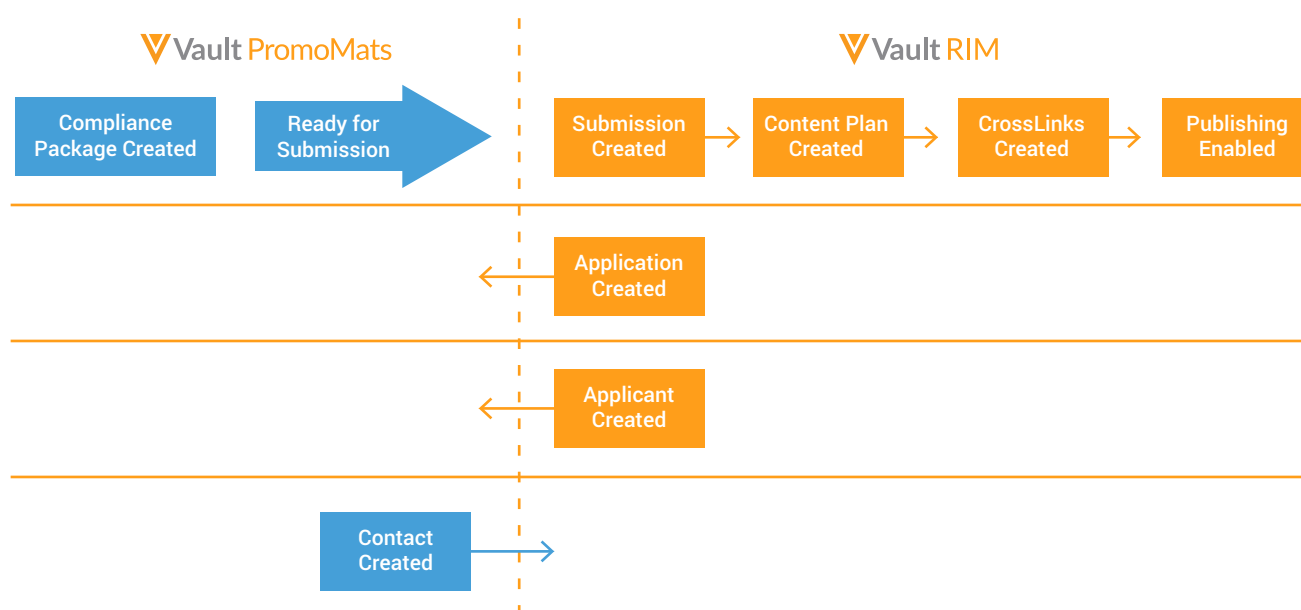 Vault PromoMats
Vault RIM
Compliance
Package Created
Ready for
Submission
Submission
Created
Content Plan
Created
CrossLinks
Created
Publishing
Enabled
Application
Created
Applicant
Created
Contact
Created